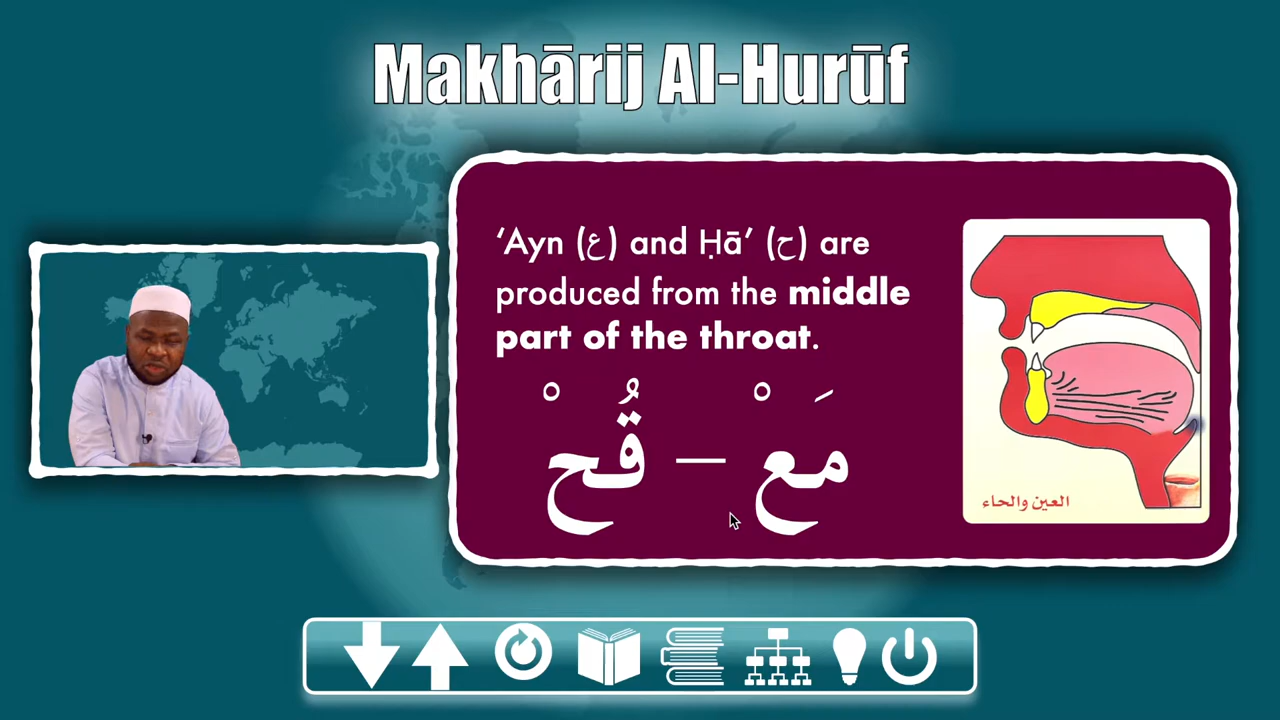 Makhārij Al-Hurūf
‘Ayn (ع) and Ḥā’ (ح) are
produced from the middle
part of the throat.
مَعْ – قُحْ
العين والحاء